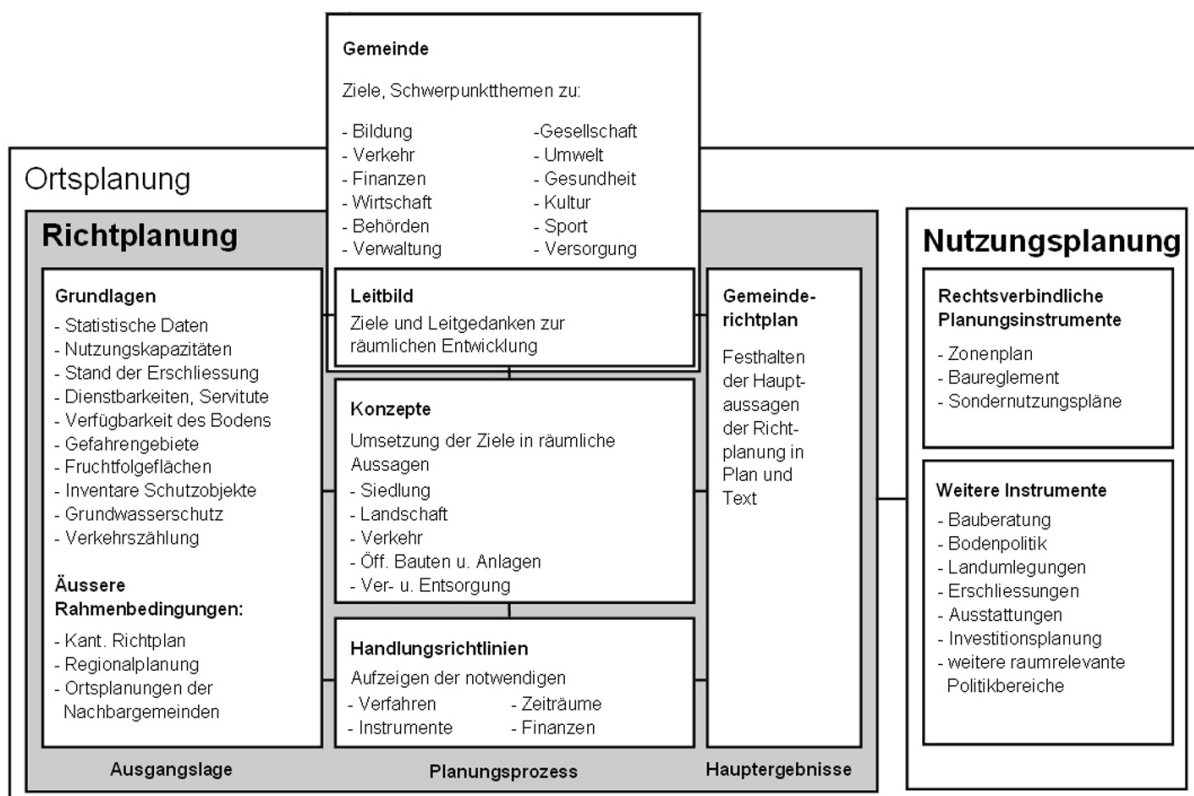 Gemeinde
Ziele, Schwerpunktthemen zu:
- Bildung
- Verkehr
- Finanzen
- Wirtschaft
- Behörden
- Verwaltung
-Gesellschaft
- Umwelt
- Gesundheit
- Kultur
- Sport
- Versorgung
Ortsplanung
Richtplanung
Grundlagen
- Statistische Daten
- Nutzungskapazitäten
- Stand der Erschliessung
- Dienstbarkeiten, Servitute
- Verfügbarkeit des Bodens
- Gefahrengebiete
- Fruchtfolgeflächen
- Inventare Schutzobjekte
- Grundwasserschutz
- Verkehrszählung
Äussere
Rahmenbedingungen:
- Kant. Richtplan
- Regionalplanung
- Ortsplanungen der
Nachbargemeinden
Ausgangslage
Leitbild
Ziele und Leitgedanken zur
räumlichen Entwicklung
Konzepte
Umsetzung der Ziele in räumliche
Aussagen
- Siedlung
- Landschaft
- Verkehr
- Öff. Bauten u. Anlagen
- Ver- u. Entsorgung
Handlungsrichtlinien
Aufzeigen der notwendigen
- Verfahren
- Instrumente
- Zeiträume
- Finanzen
Planungsprozess
Gemeinde-
richtplan
Festhalten
der Haupt-
aussagen
der Richt-
planung in
Plan und
Text
Hauptergebnisse
Nutzungsplanung
Rechtsverbindliche
Planungsinstrumente
- Zonenplan
- Baureglement
- Sondernutzungspläne
Weitere Instrumente
- Bauberatung
- Bodenpolitik
- Landumlegungen
- Erschliessungen
- Ausstattungen
- Investitionsplanung
- weitere raumrelevante
Politikbereiche